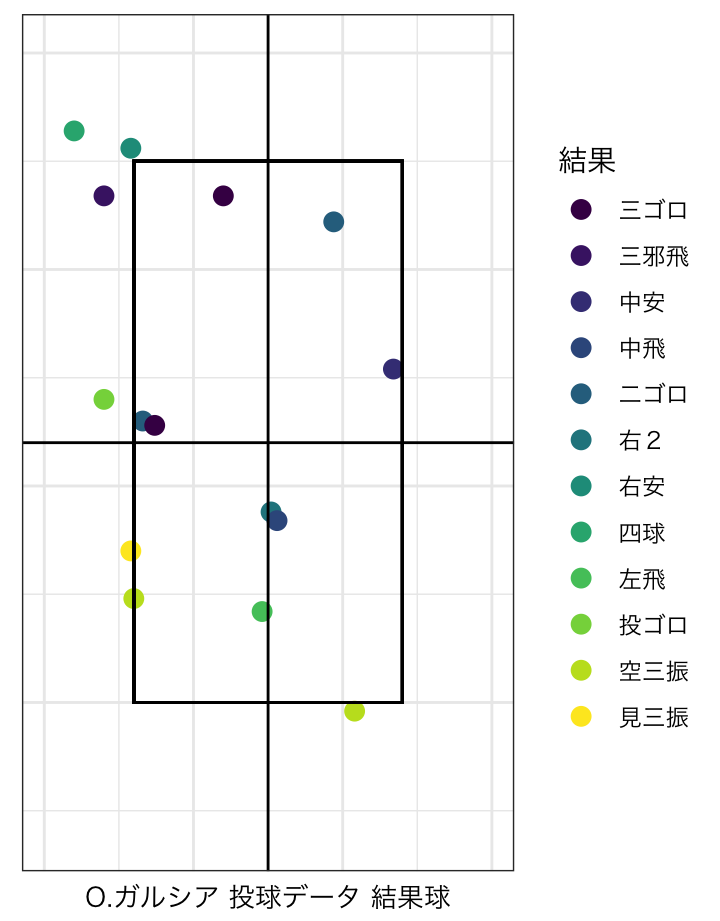 結果
三ゴロ
三邪飛
中安
中飛
二ゴロ
右２
右安
四球
左飛
投ゴロ
空三振
見三振
O.ガルシア 投球データ 結果球